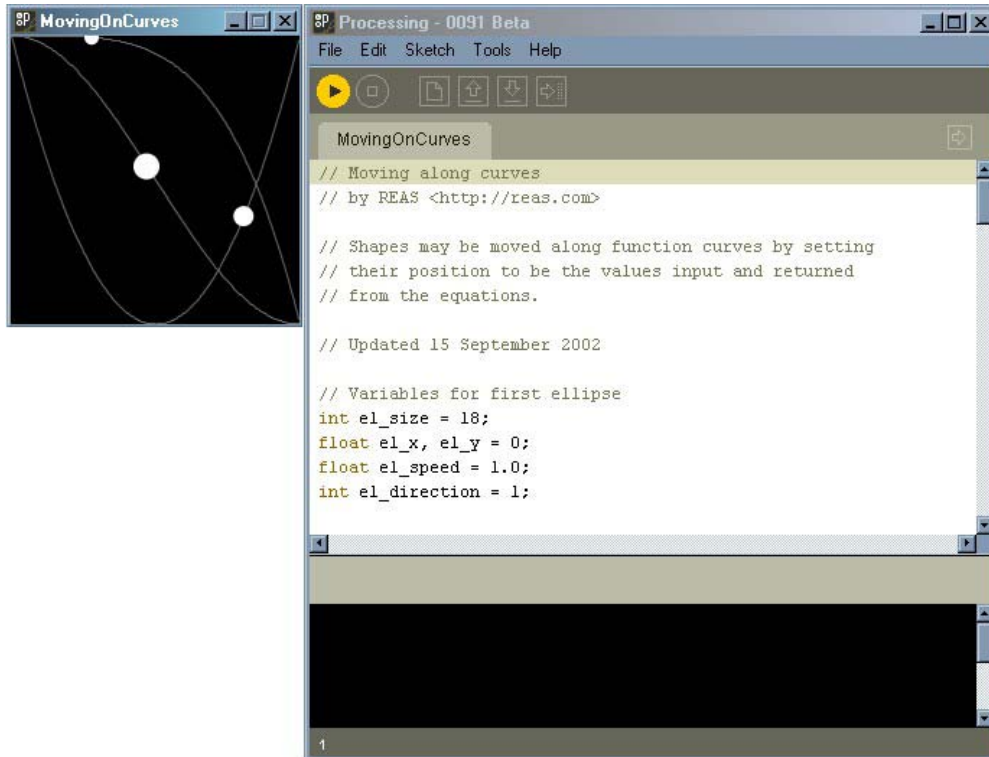 MovingOnCurves
Processing - 0091 Beta
File Edit Sketch Tools Help
MovingOnCurves
// Moving along curves
// by REAS <http://reas.com>
// Shapes may be moved along function curves by setting
// their position to be the values input and returned
// from the equations.
// Updated 15 September 2002
// Variables for first ellipse
int el_size = 18;
float el_x, el_y = 0;
float el_speed = 1.0;
int el_direction = 1;
1